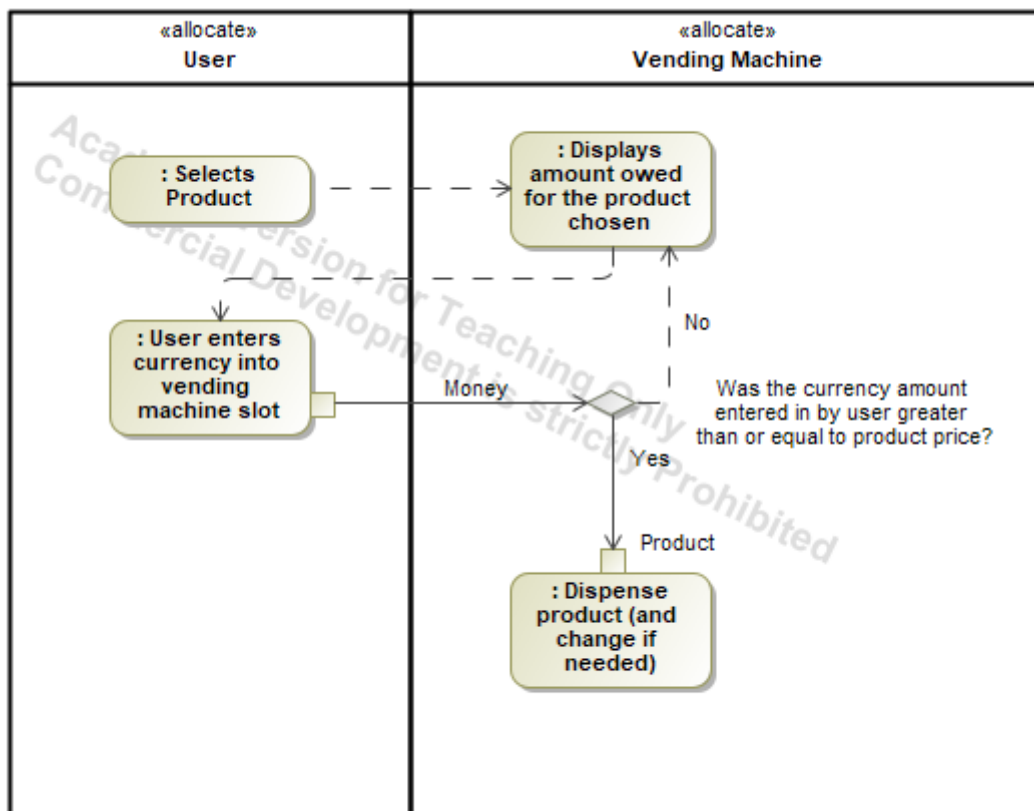 «allocate»
User
«allocate»
Vending Machine
: Selects
Product
: Displays
amount owed
for the product
chosen
: User enters
currency into
vending
machine slot
Money
No
Was the currency amount
entered in by user greater
than or equal to product price?
Yes
Product
: Dispense
product (and
change if
needed)
Version for Teaching Only
Commercial Development is strictly Prohibited